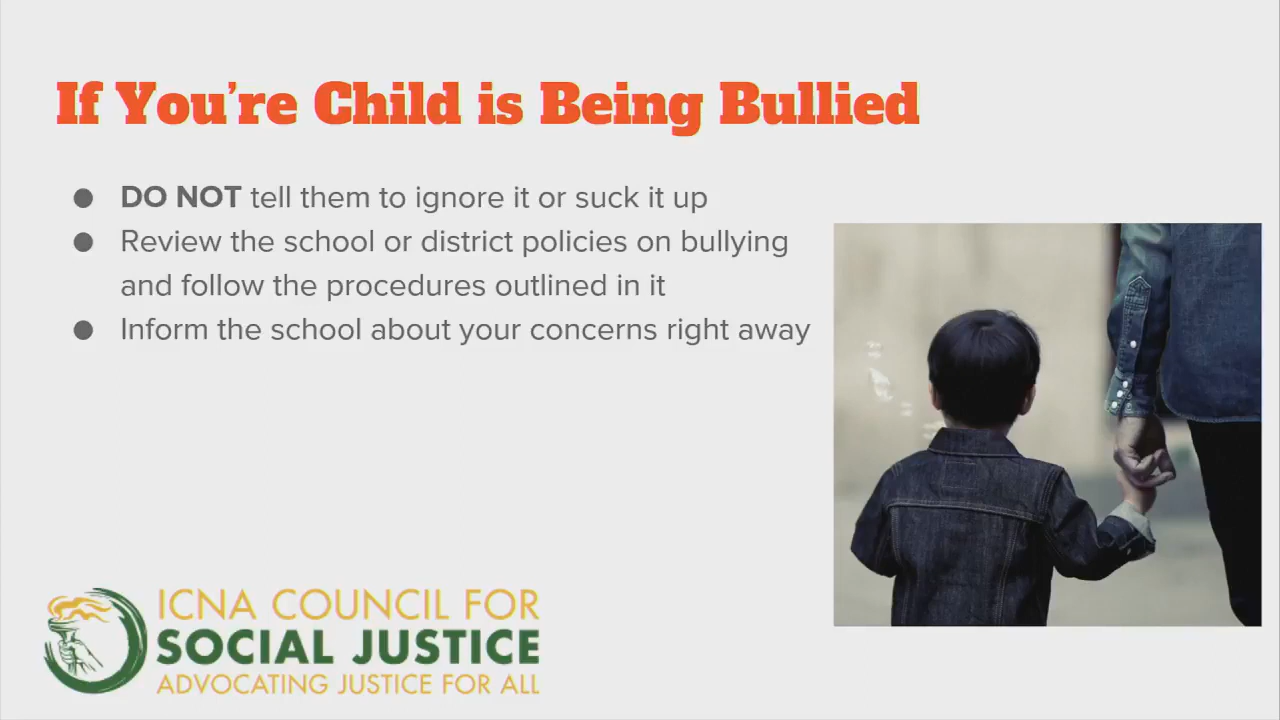 If You're Child is Being Bullied
● DO NOT tell them to ignore it or suck it up
● Review the school or district policies on bullying
and follow the procedures outlined in it
● Inform the school about your concerns right away
ICNA COUNCIL FOR
SOCIAL JUSTICE
ADVOCATING JUSTICE FOR ALL